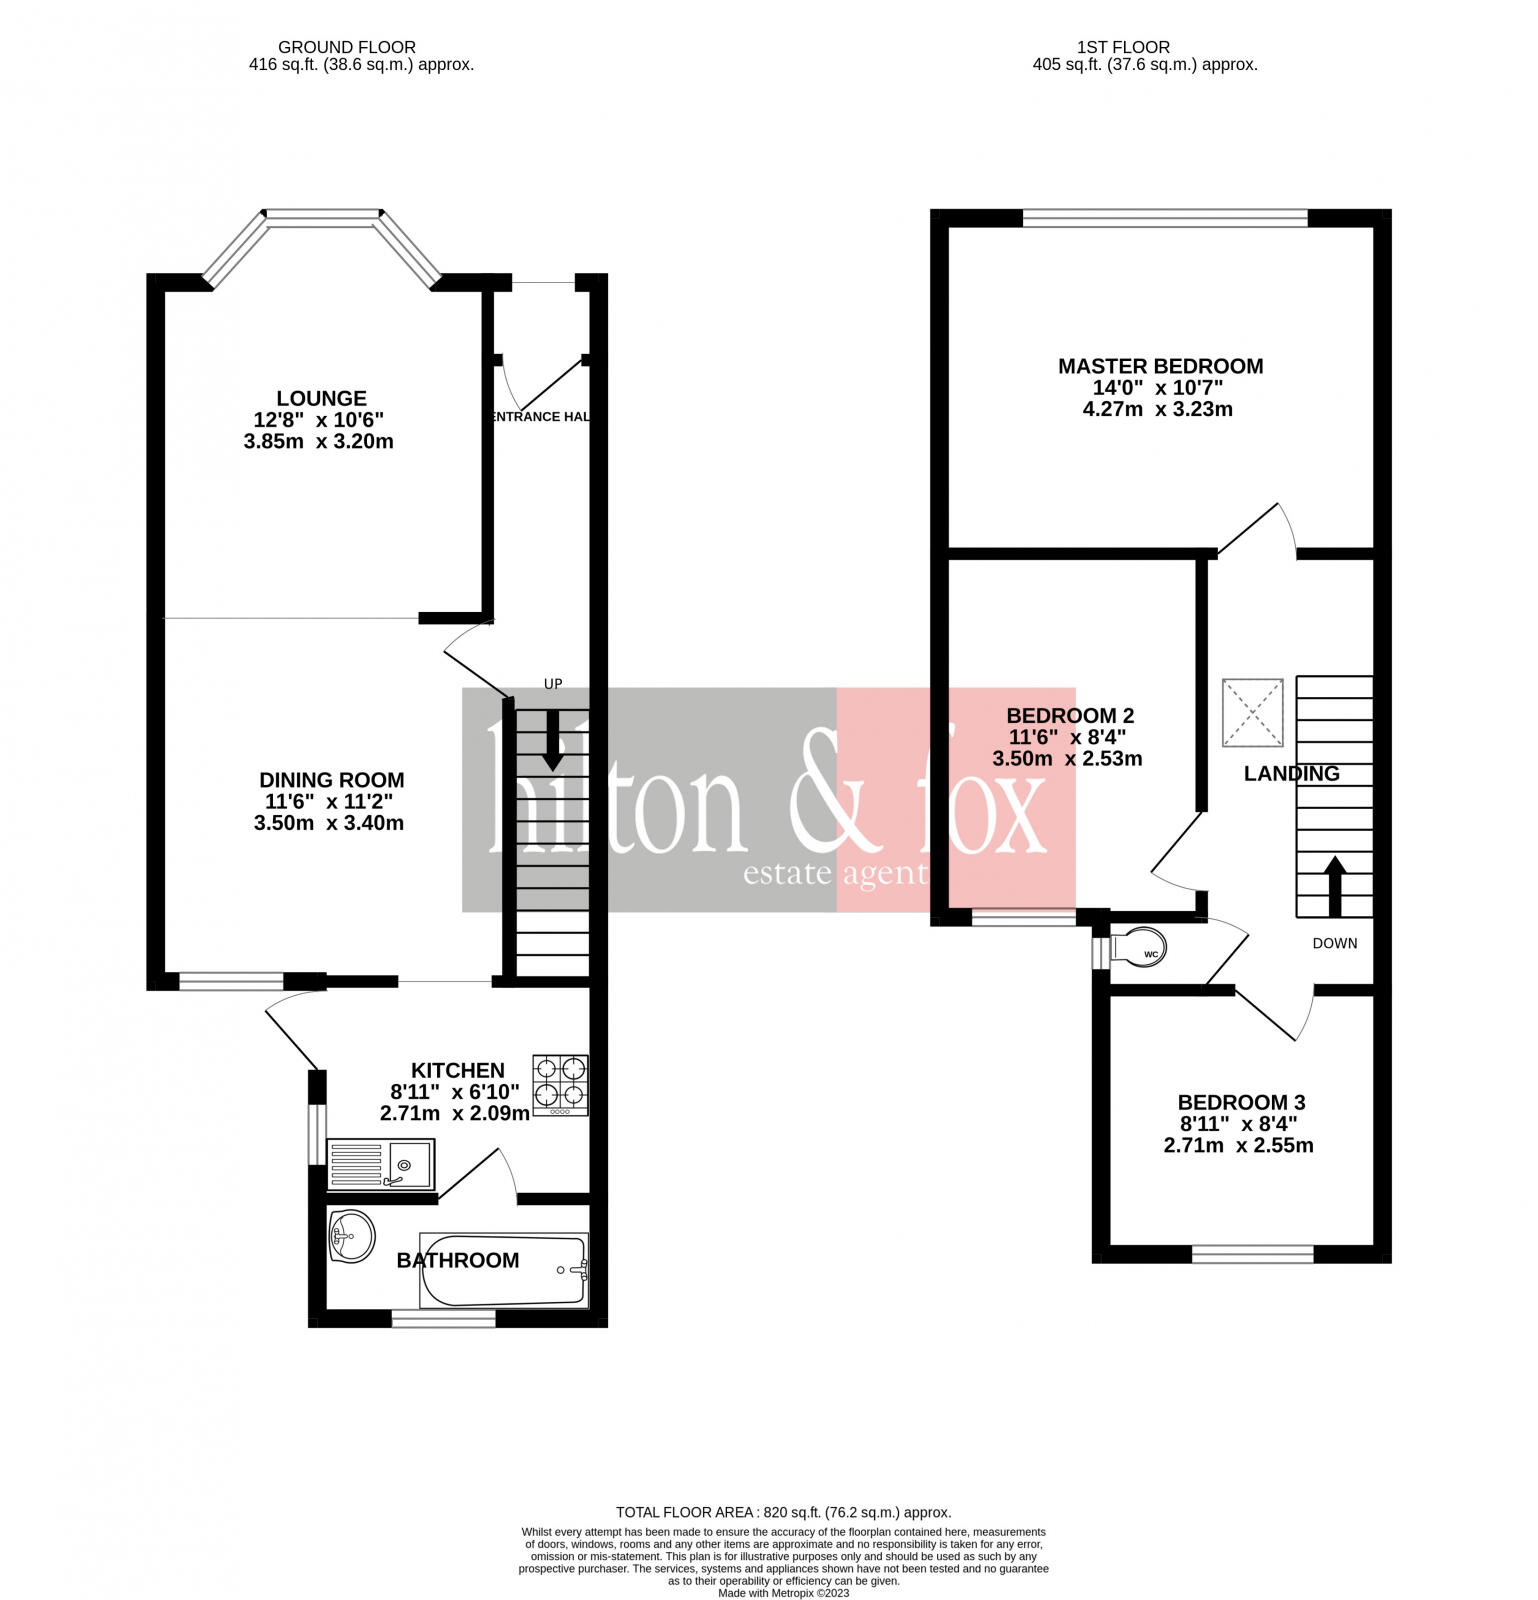 GROUND FLOOR
416 sq.ft. (38.6 sq.m.) approx.
1ST FLOOR
405 sq.ft. (37.6 sq.m.) approx.
LOUNGE
12'8" x 10'6"
3.85m x 3.20m
ENTRANCE HALL
UP
DINING ROOM
11'6" x 11'2"
3.50m x 3.40m
KITCHEN
8'11" x 6'10"
2.71m x 2.09m
BATHROOM
MASTER BEDROOM
14'0" x 10'7"
4.27m x 3.23m
BEDROOM 2
11'6" x 8'4"
3.50m x 2.53m
LANDING
DOWN
WC
BEDROOM 3
8'11" x 8'4"
2.71m x 2.55m
hilton & fox
estate agent
TOTAL FLOOR AREA : 820 sq.ft. (76.2 sq.m.) approx.
Whilst every attempt has been made to ensure the accuracy of the floorplan contained here, measurements
of doors, windows, rooms and any other items are approximate and no responsibility is taken for any error,
omission or mis-statement. This plan is for illustrative purposes only and should be used as such by any
prospective purchaser. The services, systems and appliances shown have not been tested and no guarantee
as to their operability or efficiency can be given.
Made with Metropix ©2023